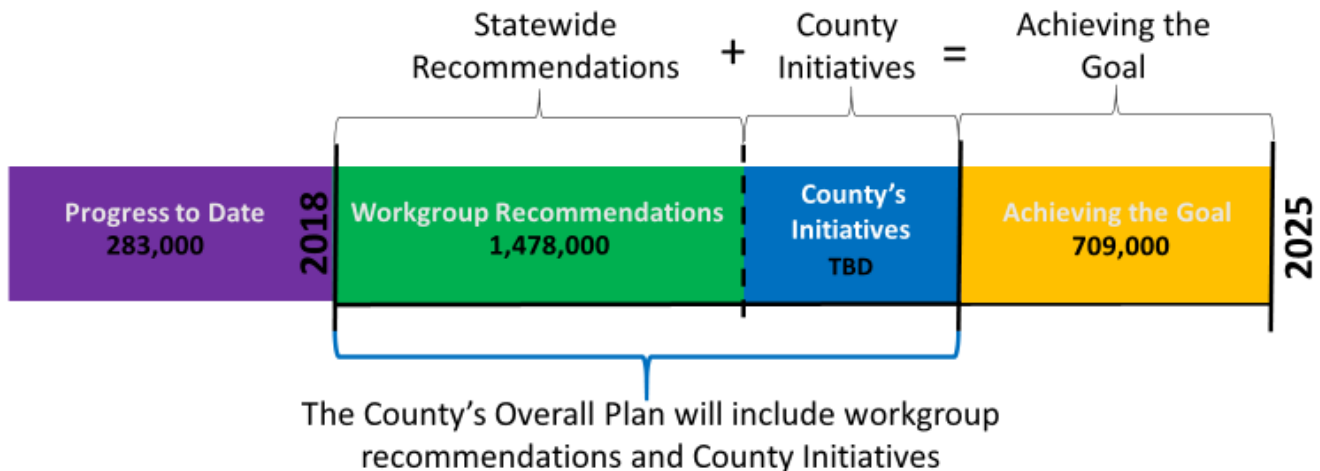 Statewide
Recommendations
+
County
Initiatives
=
Achieving the
Goal
Progress to Date
283,000
2018
Workgroup Recommendations
1,478,000
County's
Initiatives
TBD
Achieving the Goal
709,000
2025
The County's Overall Plan will include workgroup
recommendations and County Initiatives